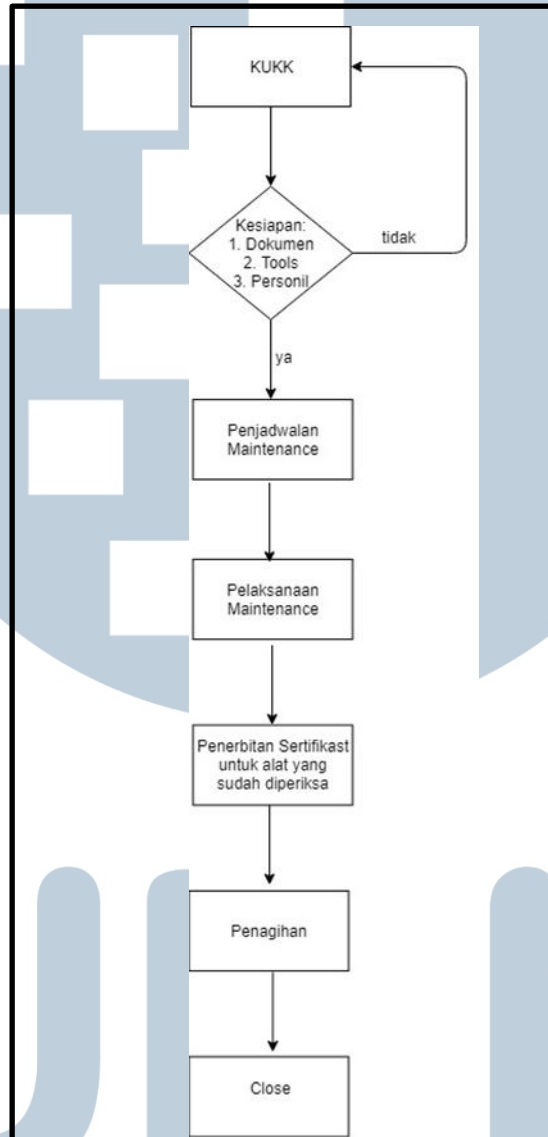 KUKK
Kesiapan:
1. Dokumen
2. Tools
3. Personil
tidak
ya
Penjadwalan
Maintenance
Pelaksanaan
Maintenance
Penerbitan Sertifikast
untuk alat yang
sudah diperiksa
Penagihan
Close